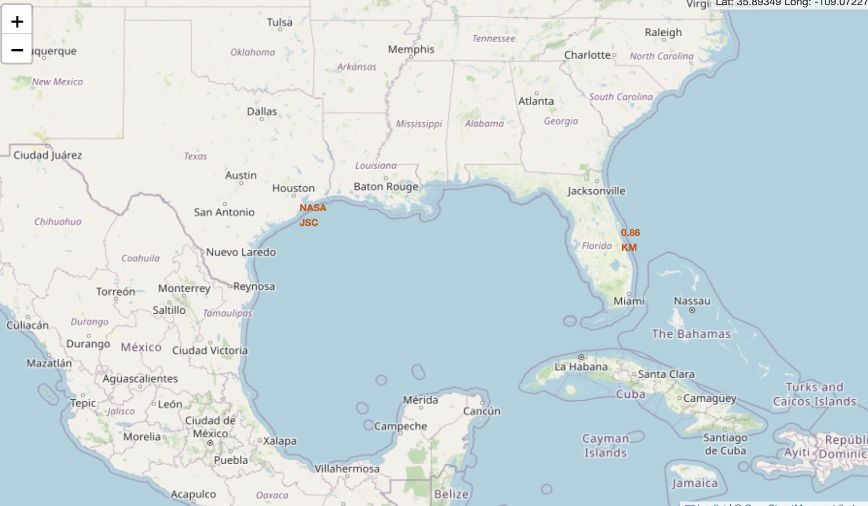 +
−
Lat: 35.89349 Long: -109.07227
Tulsa
Raleigh
Memphis
Tennessee
Charlotte
North Carolina
Oklahoma
Arkansas
New Mexico
South Carolina
Atlanta
Dallas
Mississippi
Alabama
Georgia
Ciudad Juárez
Texas
Louisiana
Austin
Houston
Baton Rouge
Jacksonville
San Antonio
NASA
JSC
Chihuahua
0.86
KM
Florida
Nuevo Laredo
Coahuila
Reynosa
Monterrey
Torreón
Saltillo
Tamaulipas
Miami
Nassau
Culiacán
Durango
The Bahamas
Durango
México
Ciudad Victoria
Mazatlán
La Habana
Santa Clara
Aguascalientes
Cuba
Turks and
Caicos Islands
Tepic
León
Jalisco
Mérida
Cancún
Camagüey
Ciudad de
México
Campeche
Morelia
Xalapa
Cayman
Islands
Santiago
de Cuba
Puebla
Villahermosa
Ayiti
Jamaica
Acapulco
Oaxaca
Belize